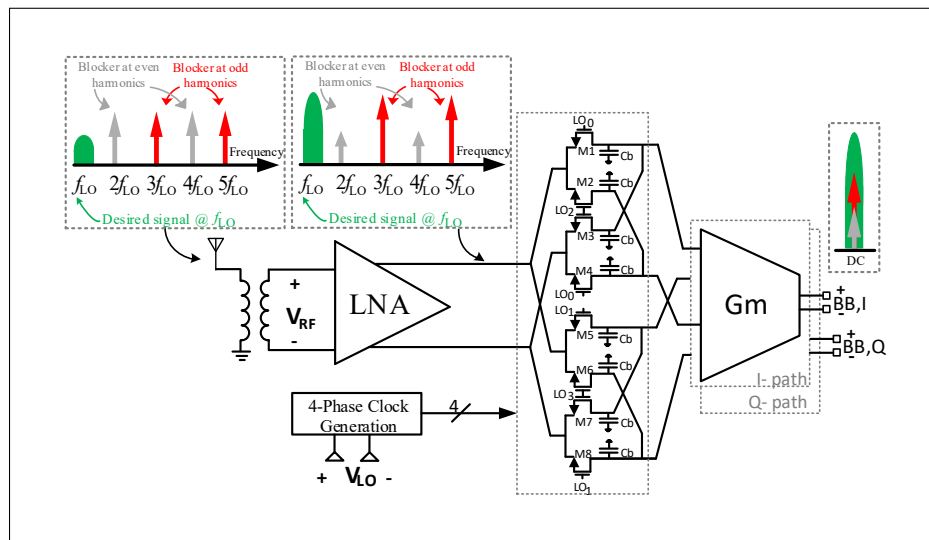 Blocker at even
harmonics
Blocker at odd
harmonics
Frequency
fLO 2fLO 3fLO 4fLO 5fLO
Desired signal @ fLO
Blocker at even
harmonics
Blocker at odd
harmonics
Frequency
fLO 2fLO 3fLO 4fLO 5fLO
Desired signal @ fLO
+
VRF
-
LNA
4-Phase Clock
Generation
4
+ VLO -
LO0
M1
Cb
M2
Cb
LO2
M3
Cb
M4
Cb
LO0
LO1
M5
Cb
M6
Cb
LO3
M7
Cb
M8
Cb
LO1
Gm
I- path
Q- path
DC
+
BB,I
-
+
BB,Q
-